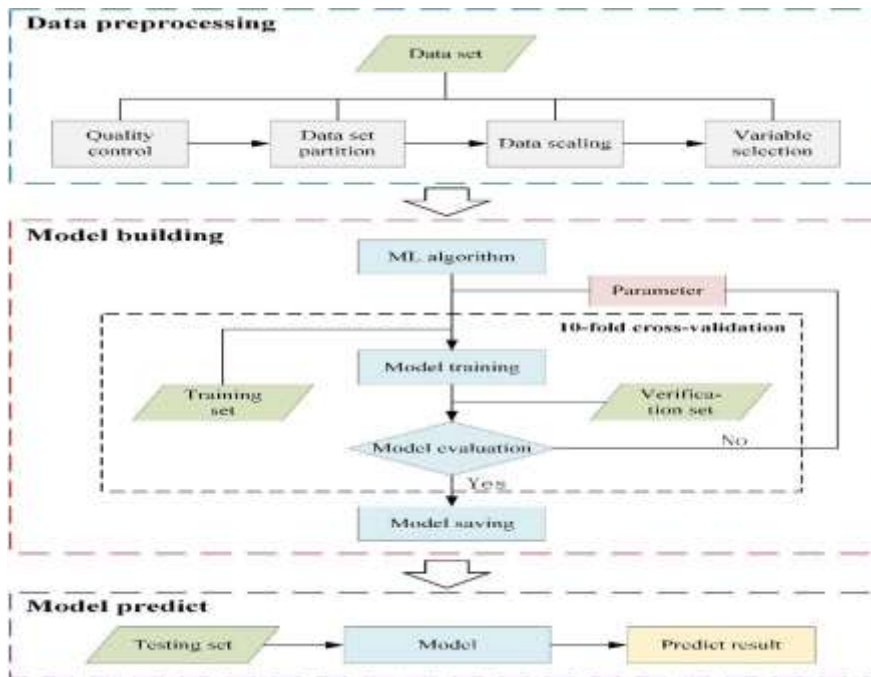 Data preprocessing
Data set
Quality
control
Data set
partition
Data scaling
Variable
selection
Model building
ML algorithm
Parameter
10-fold cross-validation
Model training
Training
set
Verifica-
tion set
Model evaluation
No
Yes
Model saving
Model predict
Testing set
Model
Predict result